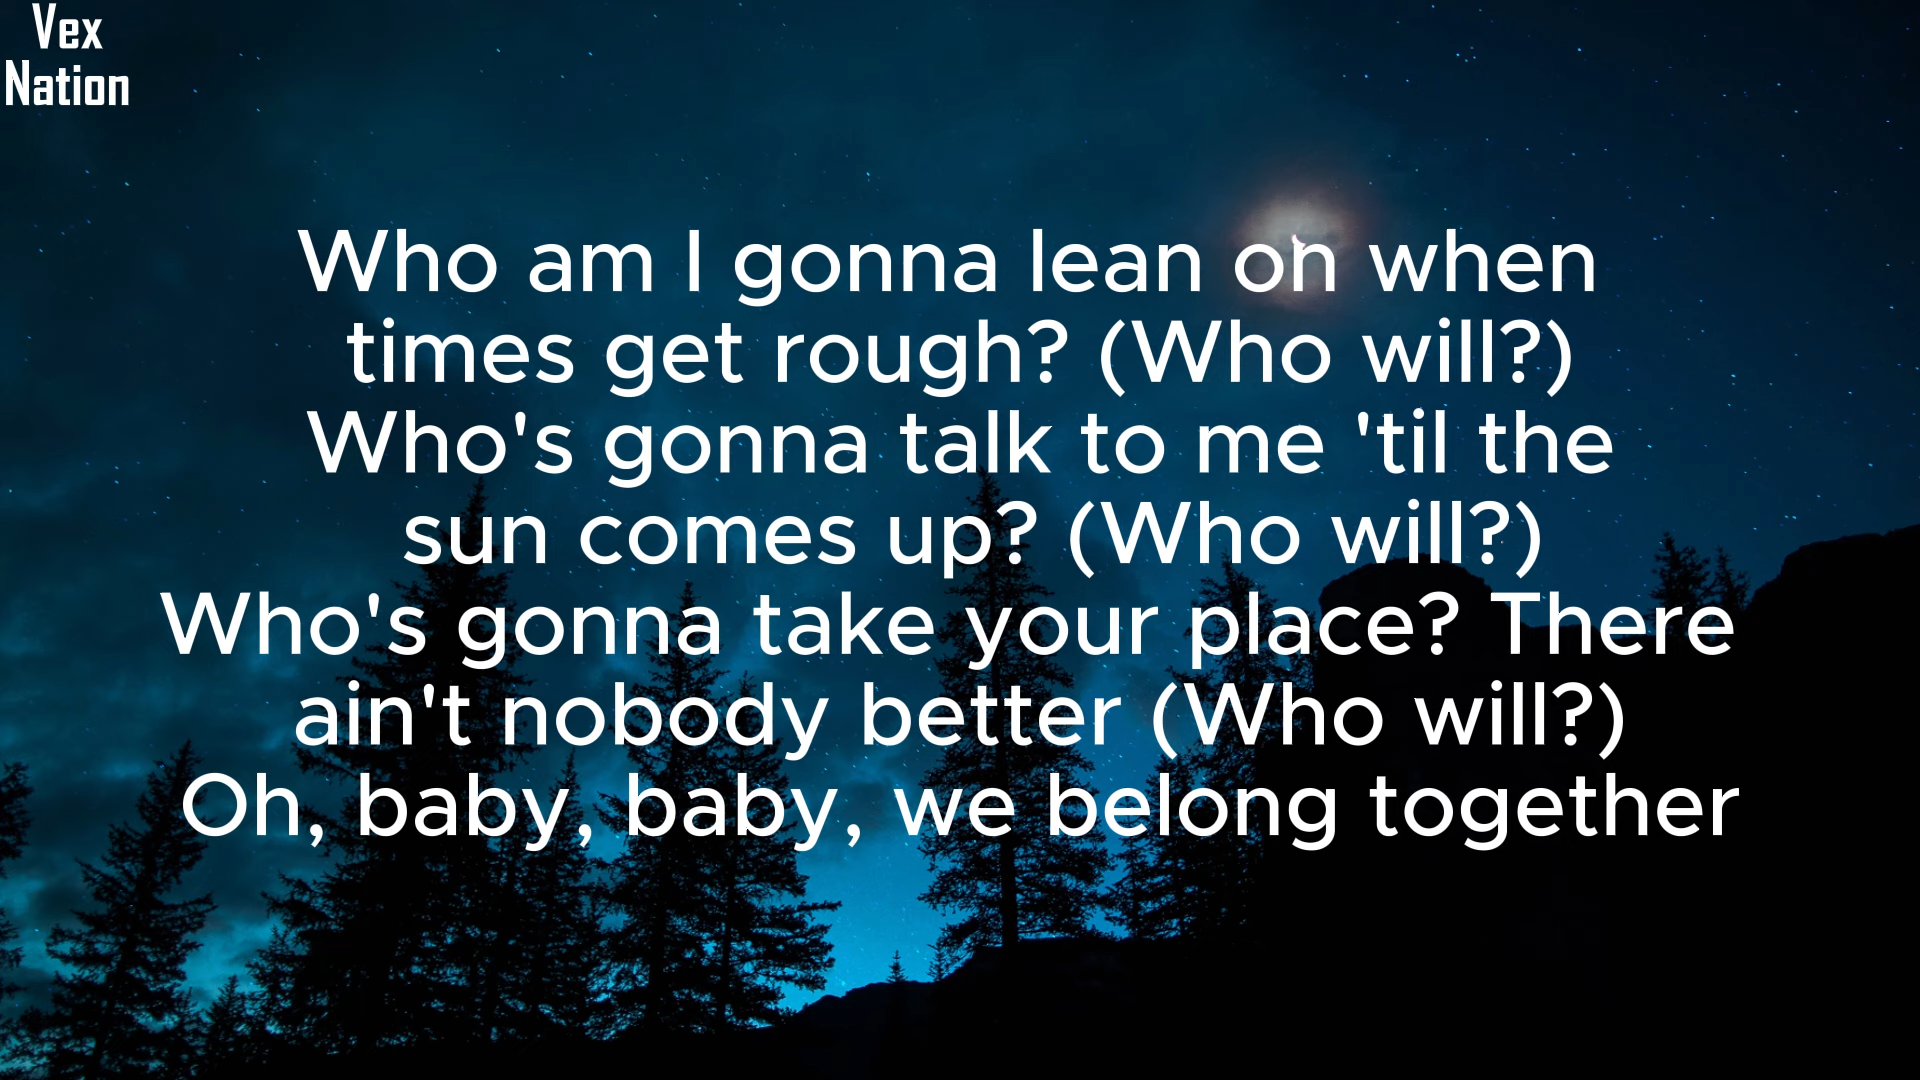 Vex
Nation
Who am I gonna lean on when
times get rough? (Who will?)
Who's gonna talk to me 'til the
sun comes up? (Who will?)
Who's gonna take your place? There
ain't nobody better (Who will?)
Oh, baby, baby, we belong together